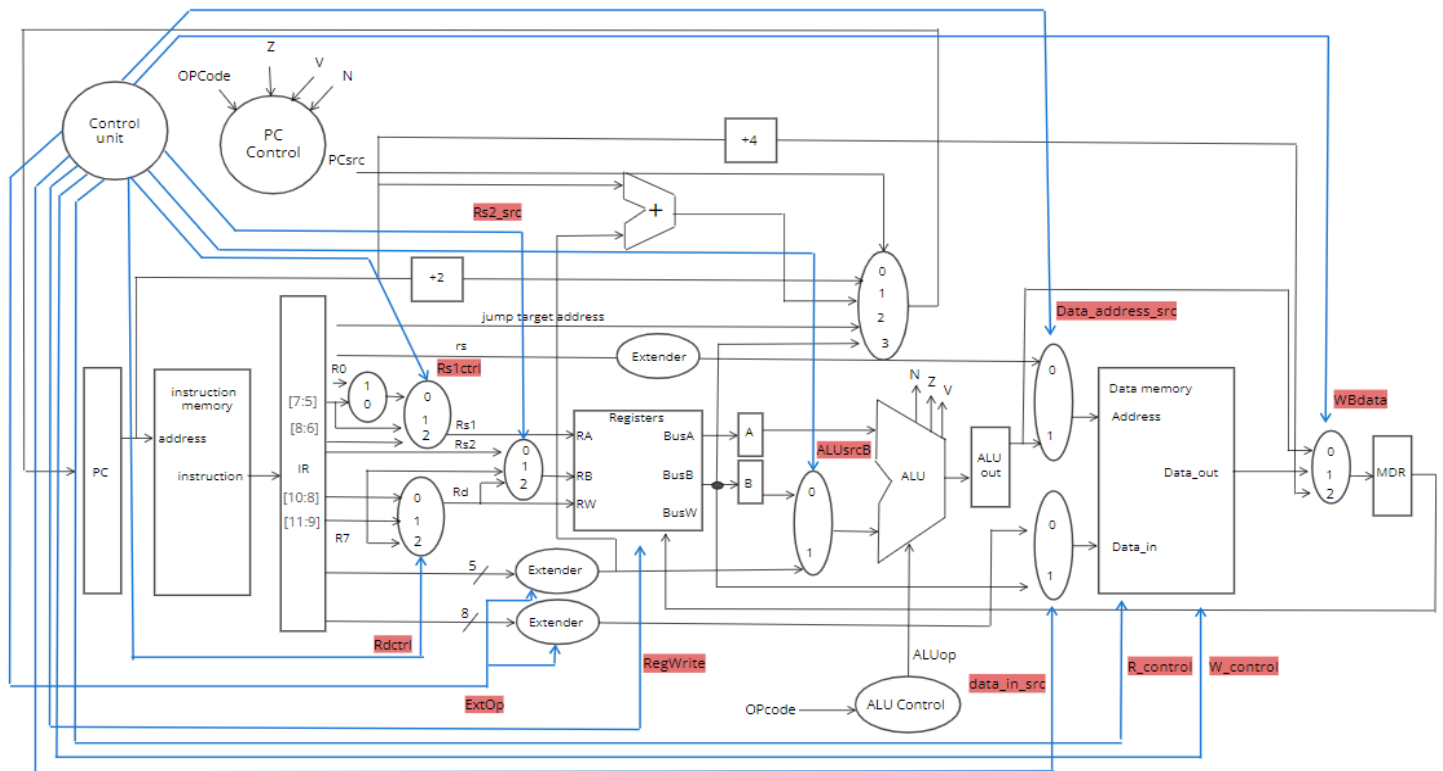 Z
V
OPCode
N
Control
unit
PC
Control
+4
PCsrc
Rs2_src
+
+2
0
1
2
3
jump target address
Data_address_src
rs
Extender
R0
Rs1ctrl
1
0
0
1
2
N
Z
V
0
1
WBdata
instruction
memory
[7:5]
[8:6]
Rs1
Rs2
Registers
Data memory
Address
address
RA
BusA
A
ALUsrcB
0
1
2
0
1
2
PC
instruction
IR
RB
BusB
B
ALU
ALU
out
Data_out
MDR
[10:8]
[11:9]
R7
0
1
2
Rd
RW
BusW
0
1
0
1
Data_in
5
Extender
8
Extender
Rdctrl
RegWrite
ALUop
data_in_src
R_control
W_control
ExtOp
OPcode
ALU Control